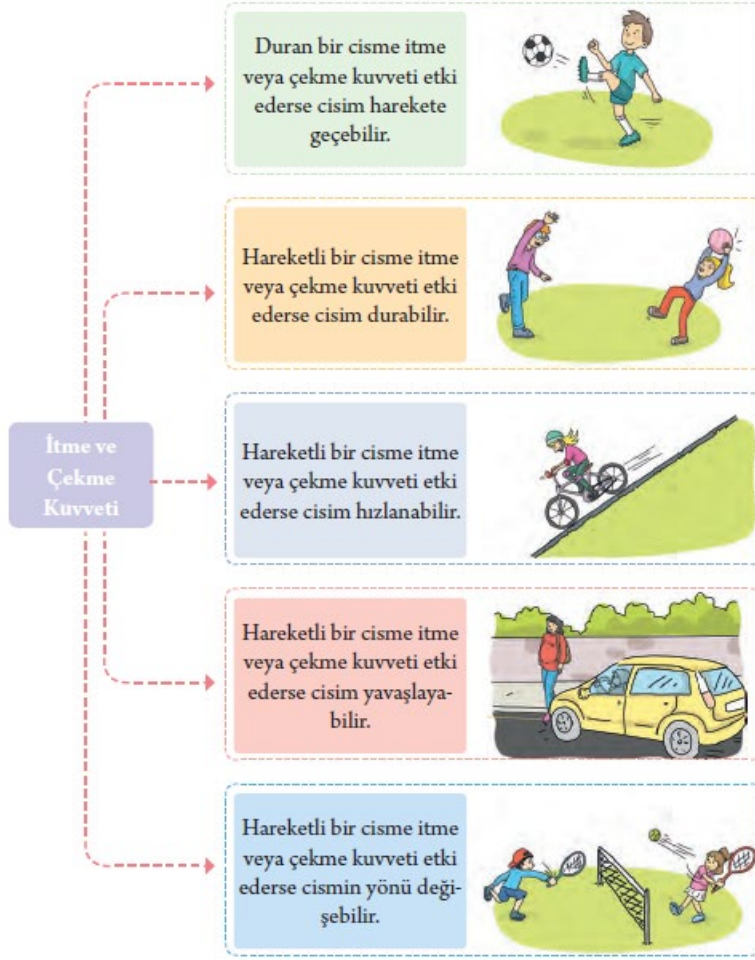 Duran bir cisme itme
veya çekme kuvveti etki
ederse cisim harekete
geçebilir.
Hareketli bir cisme itme
veya çekme kuvveti etki
ederse cisim durabilir.
İtme ve
Çekme
Kuvveti
Hareketli bir cisme itme
veya çekme kuvveti etki
ederse cisim hızlanabilir.
Hareketli bir cisme itme
veya çekme kuvveti etki
ederse cisim yavaşlaya-
bilir.
Hareketli bir cisme itme
veya çekme kuvveti etki
ederse cismin yönü deği-
şebilir.